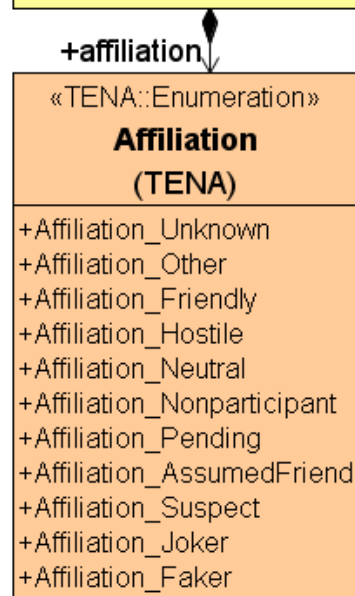 +affiliation
«TENA::Enumeration»
Affiliation
(TENA)
+Affiliation_Unknown
+Affiliation_Other
+Affiliation_Friendly
+Affiliation_Hostile
+Affiliation_Neutral
+Affiliation_Nonparticipant
+Affiliation_Pending
+Affiliation_AssumedFriend
+Affiliation_Suspect
+Affiliation_Joker
+Affiliation_Faker